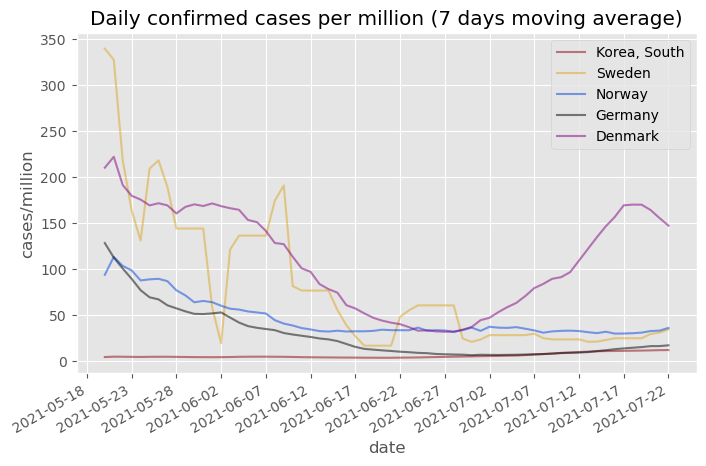 Daily confirmed cases per million (7 days moving average)
350
300
250
200
150
100
50
0
cases/million
Korea, South
Sweden
Norway
Germany
Denmark
2021-05-18
2021-05-23
2021-05-28
2021-06-02
2021-06-07
2021-06-12
2021-06-17
2021-06-22
2021-06-27
2021-07-02
2021-07-07
2021-07-12
2021-07-17
2021-07-22
date